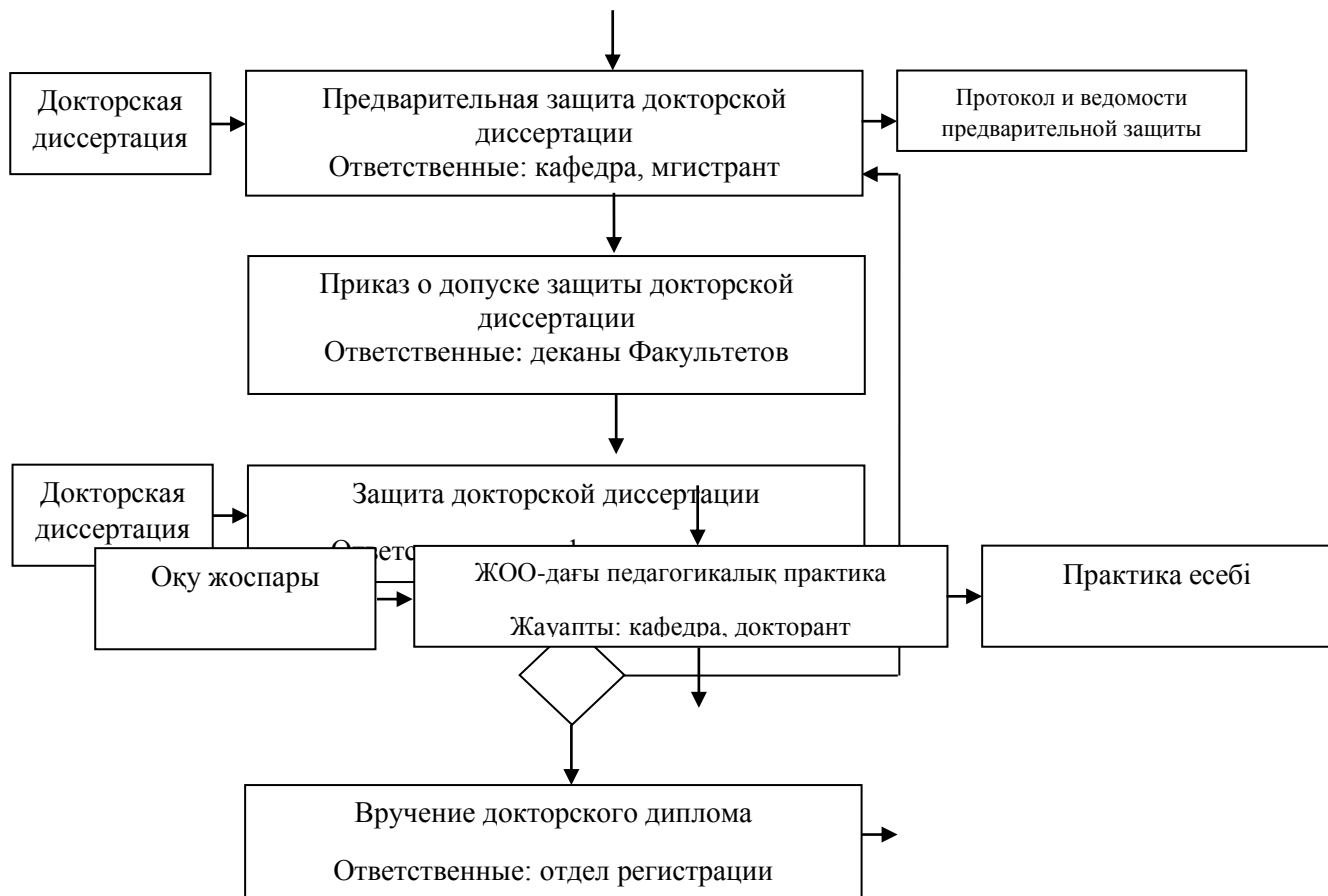 Докторская
диссертация
Предварительная защита докторской
диссертации
Ответственные: кафедра, мгистрант
Протокол и ведомости
предварительной защиты
Приказ о допуске защиты докторской
диссертации
Ответственные: деканы Факультетов
Докторская
диссертация
Защита докторской диссертации
Оқу жоспары
ЖОО-дағы педагогикалық практика
Жауапты: кафедра, докторант
Практика есебі
Вручение докторского диплома
Ответственные: отдел регистрации